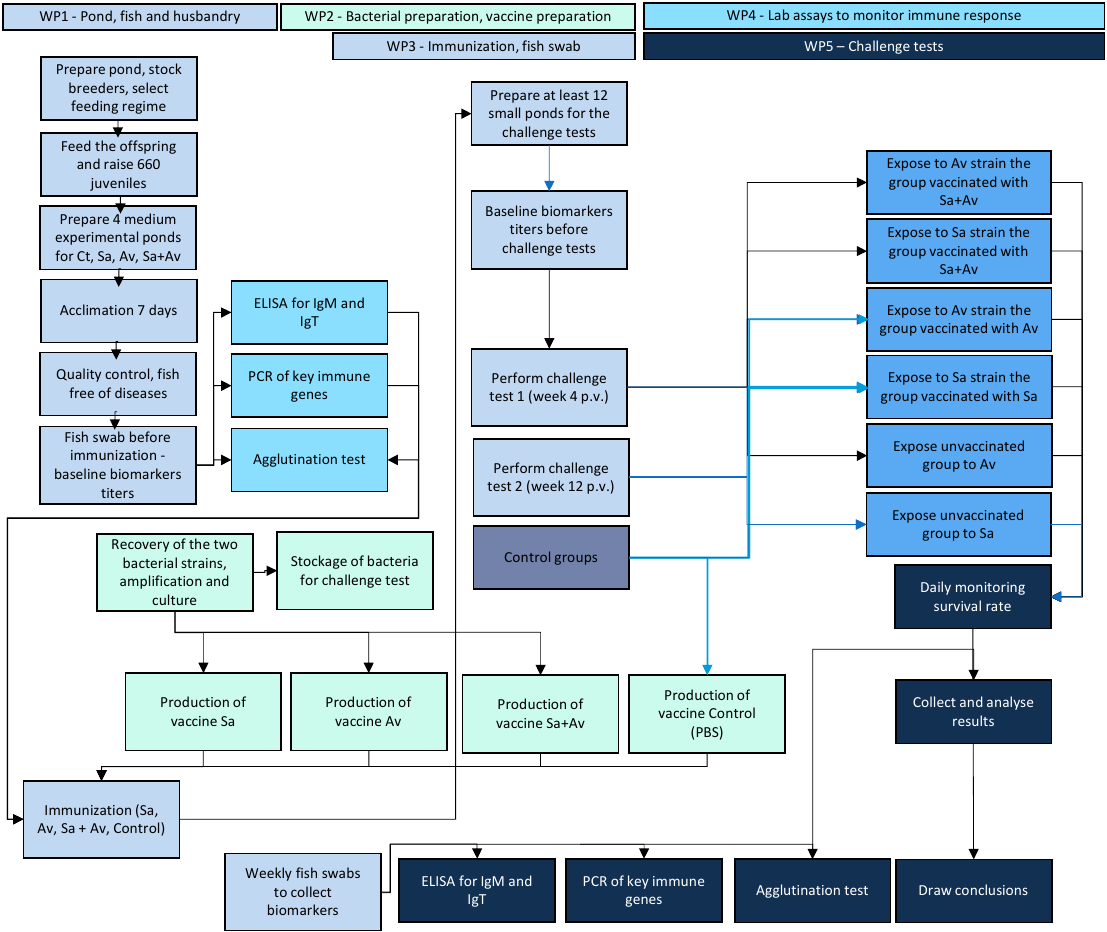 WP1 - Pond, fish and husbandry
WP2 - Bacterial preparation, vaccine preparation
WP4 - Lab assays to monitor immune response
WP3 - Immunization, fish swab
WP5 – Challenge tests
Prepare pond, stock
breeders, select
feeding regime
Feed the offspring
and raise 660
juveniles
Prepare 4 medium
experimental ponds
for Ct, Sa, Av, Sa+Av
Acclimation 7 days
Quality control, fish
free of diseases
Fish swab before
immunization -
baseline biomarkers
titers
ELISA for IgM and
IgT
PCR of key immune
genes
Agglutination test
Recovery of the two
bacterial strains,
amplification and
culture
Stockage of bacteria
for challenge test
Production of
vaccine Sa
Production of
vaccine Av
Production of
vaccine Sa+Av
Production of
vaccine Control
(PBS)
Immunization (Sa,
Av, Sa + Av, Control)
Prepare at least 12
small ponds for the
challenge tests
Baseline biomarkers
titers before
challenge tests
Perform challenge
test 1 (week 4 p.v.)
Perform challenge
test 2 (week 12 p.v.)
Control groups
Expose to Av strain the
group vaccinated with
Sa+Av
Expose to Sa strain the
group vaccinated with
Sa+Av
Expose to Av strain the
group vaccinated with Av
Expose to Sa strain the
group vaccinated with Sa
Expose unvaccinated
group to Av
Expose unvaccinated
group to Sa
Daily monitoring
survival rate
Collect and analyse
results
Weekly fish swabs
to collect
biomarkers
ELISA for IgM and
IgT
PCR of key immune
genes
Agglutination test
Draw conclusions